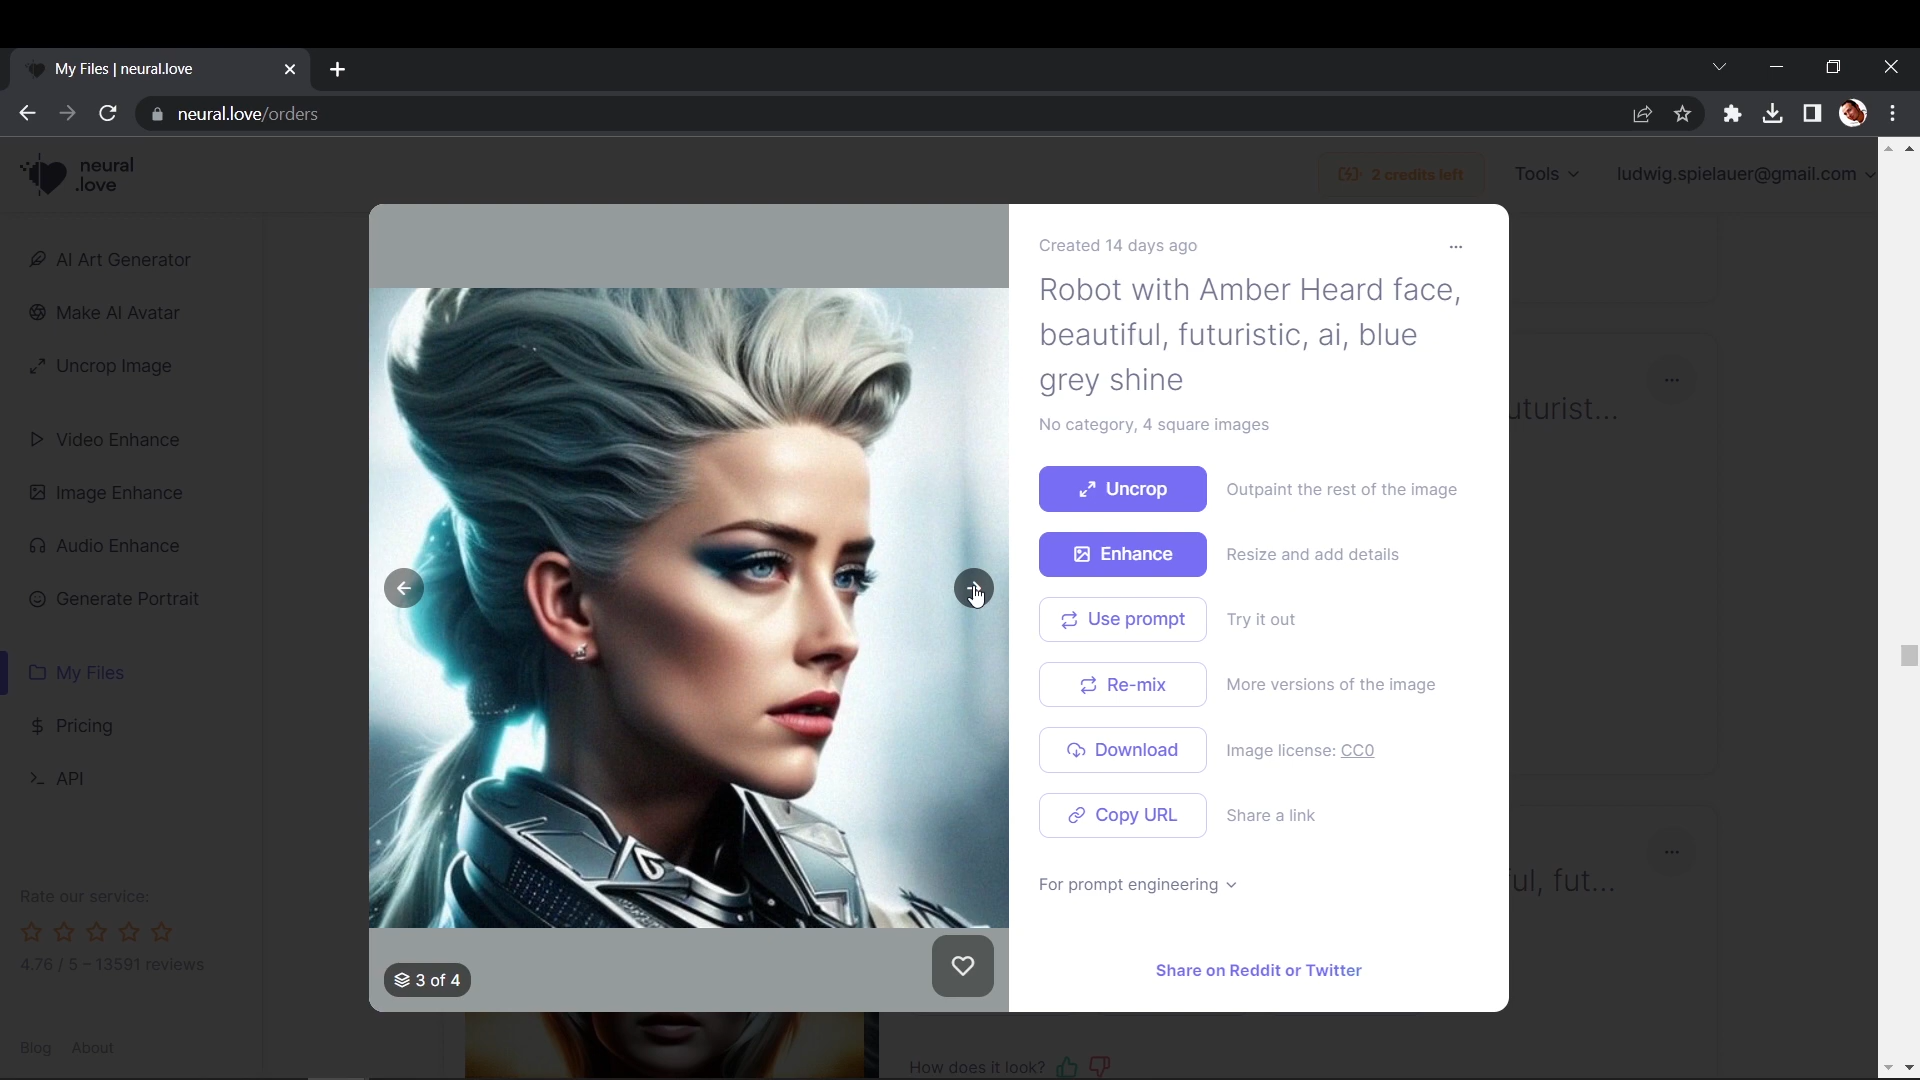 My Files | neural.love
neural.love/orders
neural
.love
2 credits left
Tools
ludwig.spielauer@gmail.com
AI Art Generator
Make AI Avatar
Uncrop Image
Video Enhance
Image Enhance
Audio Enhance
Generate Portrait
My Files
$ Pricing
>_ API
Rate our service:
4.76 / 5 – 13591 reviews
Blog About
3 of 4
Created 14 days ago
Robot with Amber Heard face,
beautiful, futuristic, ai, blue
grey shine
No category, 4 square images
Uncrop Outpaint the rest of the image
Enhance Resize and add details
Use prompt Try it out
Re-mix More versions of the image
Download Image license: CC0
Copy URL Share a link
For prompt engineering
Share on Reddit or Twitter
uturist...
ful, fut...
How does it look?